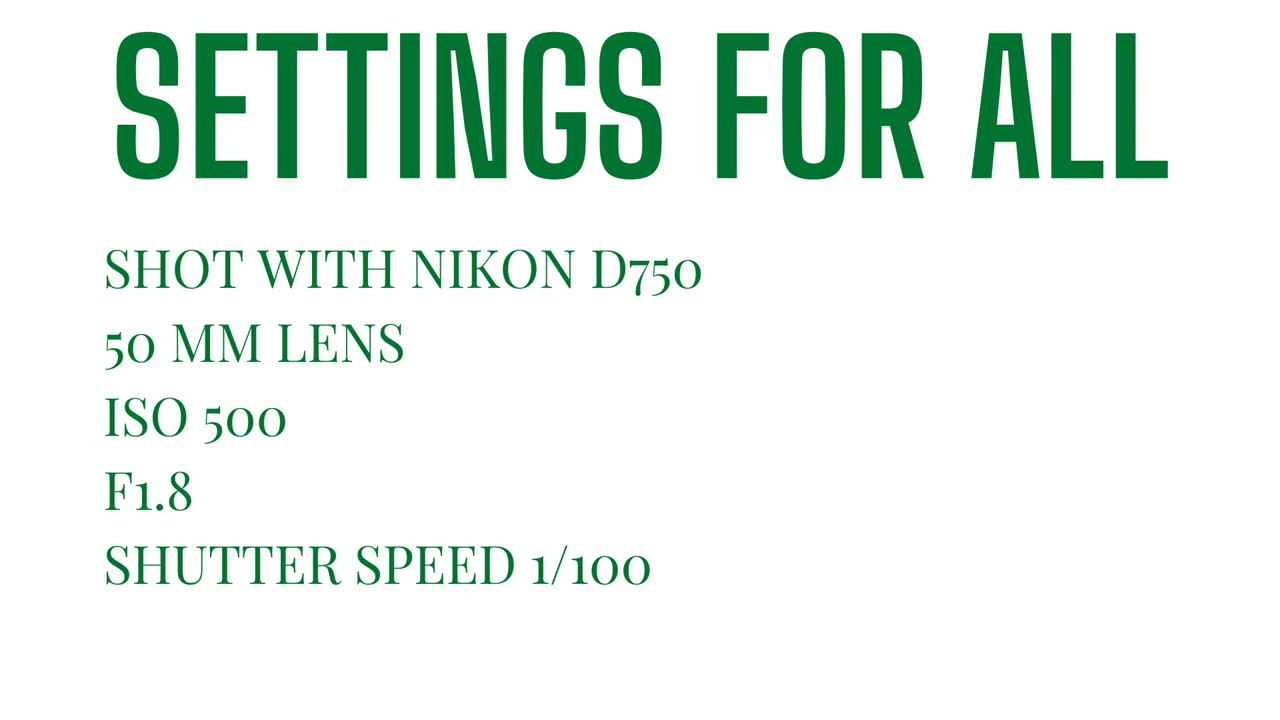 SETTINGS FOR ALL
SHOT WITH NIKON D750
50 MM LENS
ISO 500
F1.8
SHUTTER SPEED 1/100